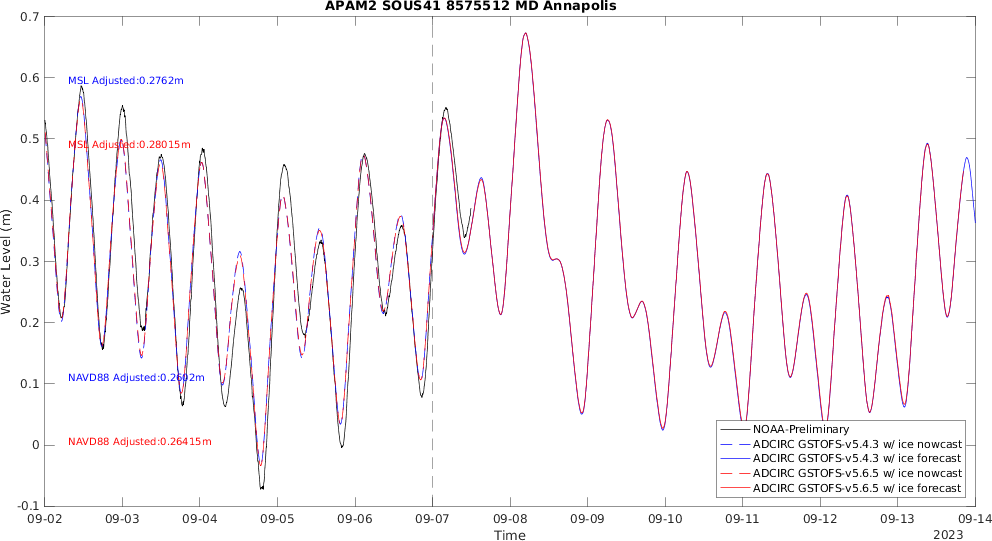 APAM2 SOUS41 8575512 MD Annapolis
0.7
0.6
0.5
0.4
0.3
0.2
0.1
0
-0.1
Water Level (m)
MSL Adjusted:0.2762m
MSL Adjusted:0.28015m
NAVD88 Adjusted:0.2602m
NAVD88 Adjusted:0.26415m
NOAA-Preliminary
ADCIRC GSTOFS-v5.4.3 w/ ice nowcast
ADCIRC GSTOFS-v5.4.3 w/ ice forecast
ADCIRC GSTOFS-v5.6.5 w/ ice nowcast
ADCIRC GSTOFS-v5.6.5 w/ ice forecast
09-02 09-03 09-04 09-05 09-06 09-07 09-08 09-09 09-10 09-11 09-12 09-13 09-14
Time
2023